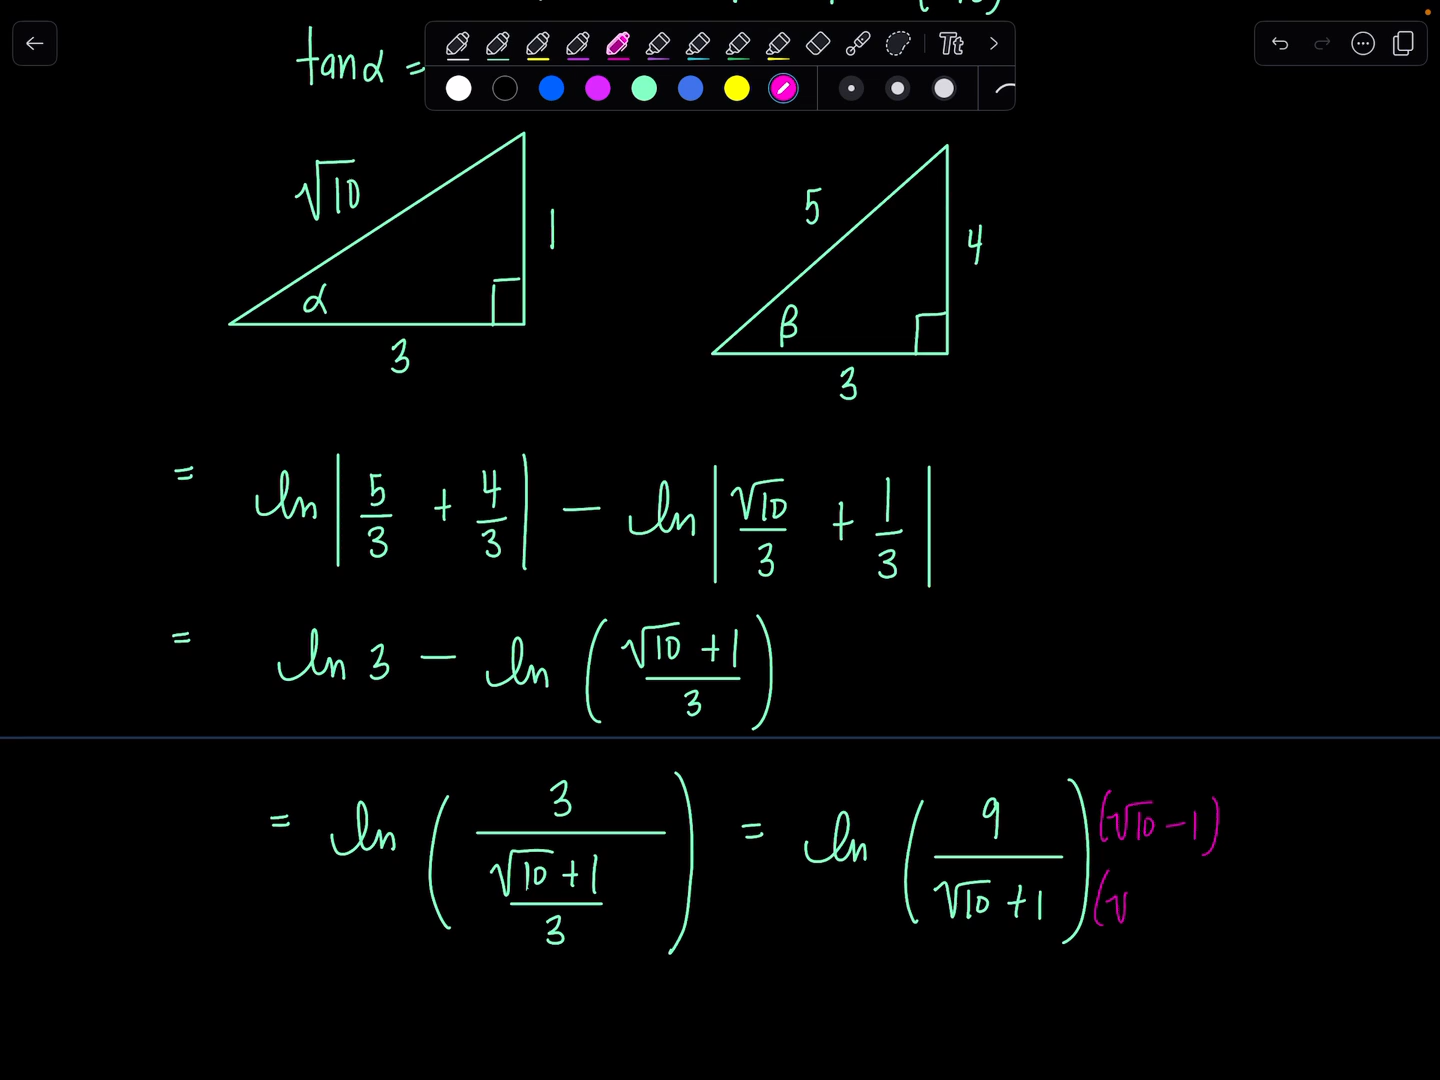 tanα =
Tt
√10
1
α
3
5
4
β
3
= ln|5/3 + 4/3| − ln|√10/3 + 1/3|
= ln 3 − ln((√10 + 1)/3)
= ln(3/((√10 + 1)/3)) = ln(9/(√10 + 1)) (√10 − 1)
(√